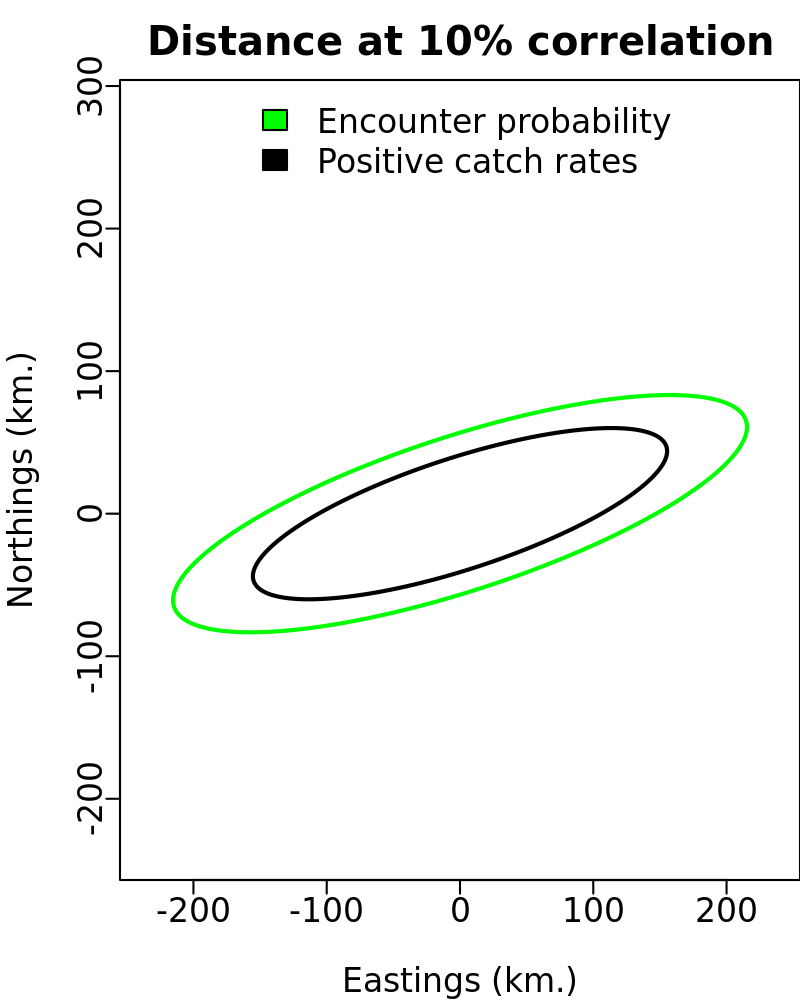 Distance at 10% correlation
Encounter probability
Positive catch rates
300
200
100
0
-100
-200
Northings (km.)
-200 -100 0 100 200
Eastings (km.)